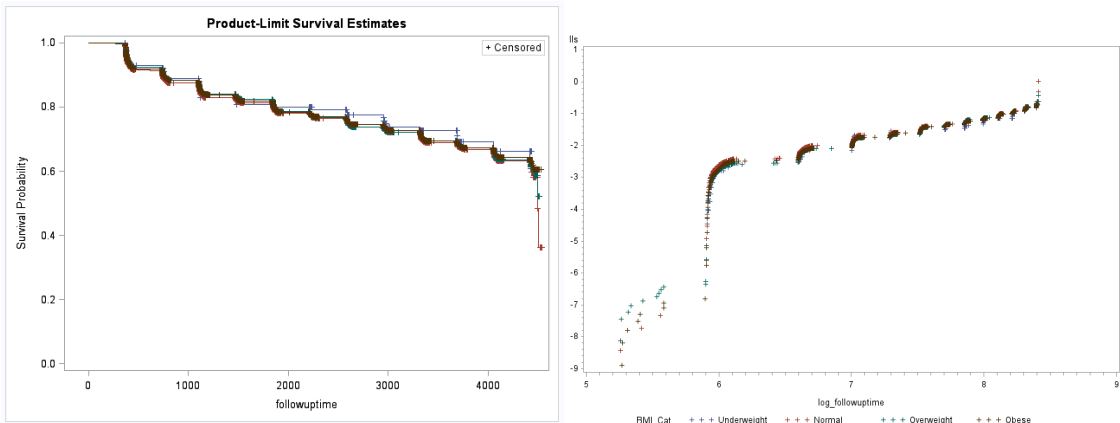 Product-Limit Survival Estimates
+ Censored
1.0
0.8
0.6
0.4
0.2
0.0
Survival Probability
0 1000 2000 3000 4000
followuptime
lls
1
0
-1
-2
-3
-4
-5
-6
-7
-8
-9
5 6 7 8 9
log_followuptime
BMI_Cat + + + Underweight + + + Normal + + + Overweight + + + Obese